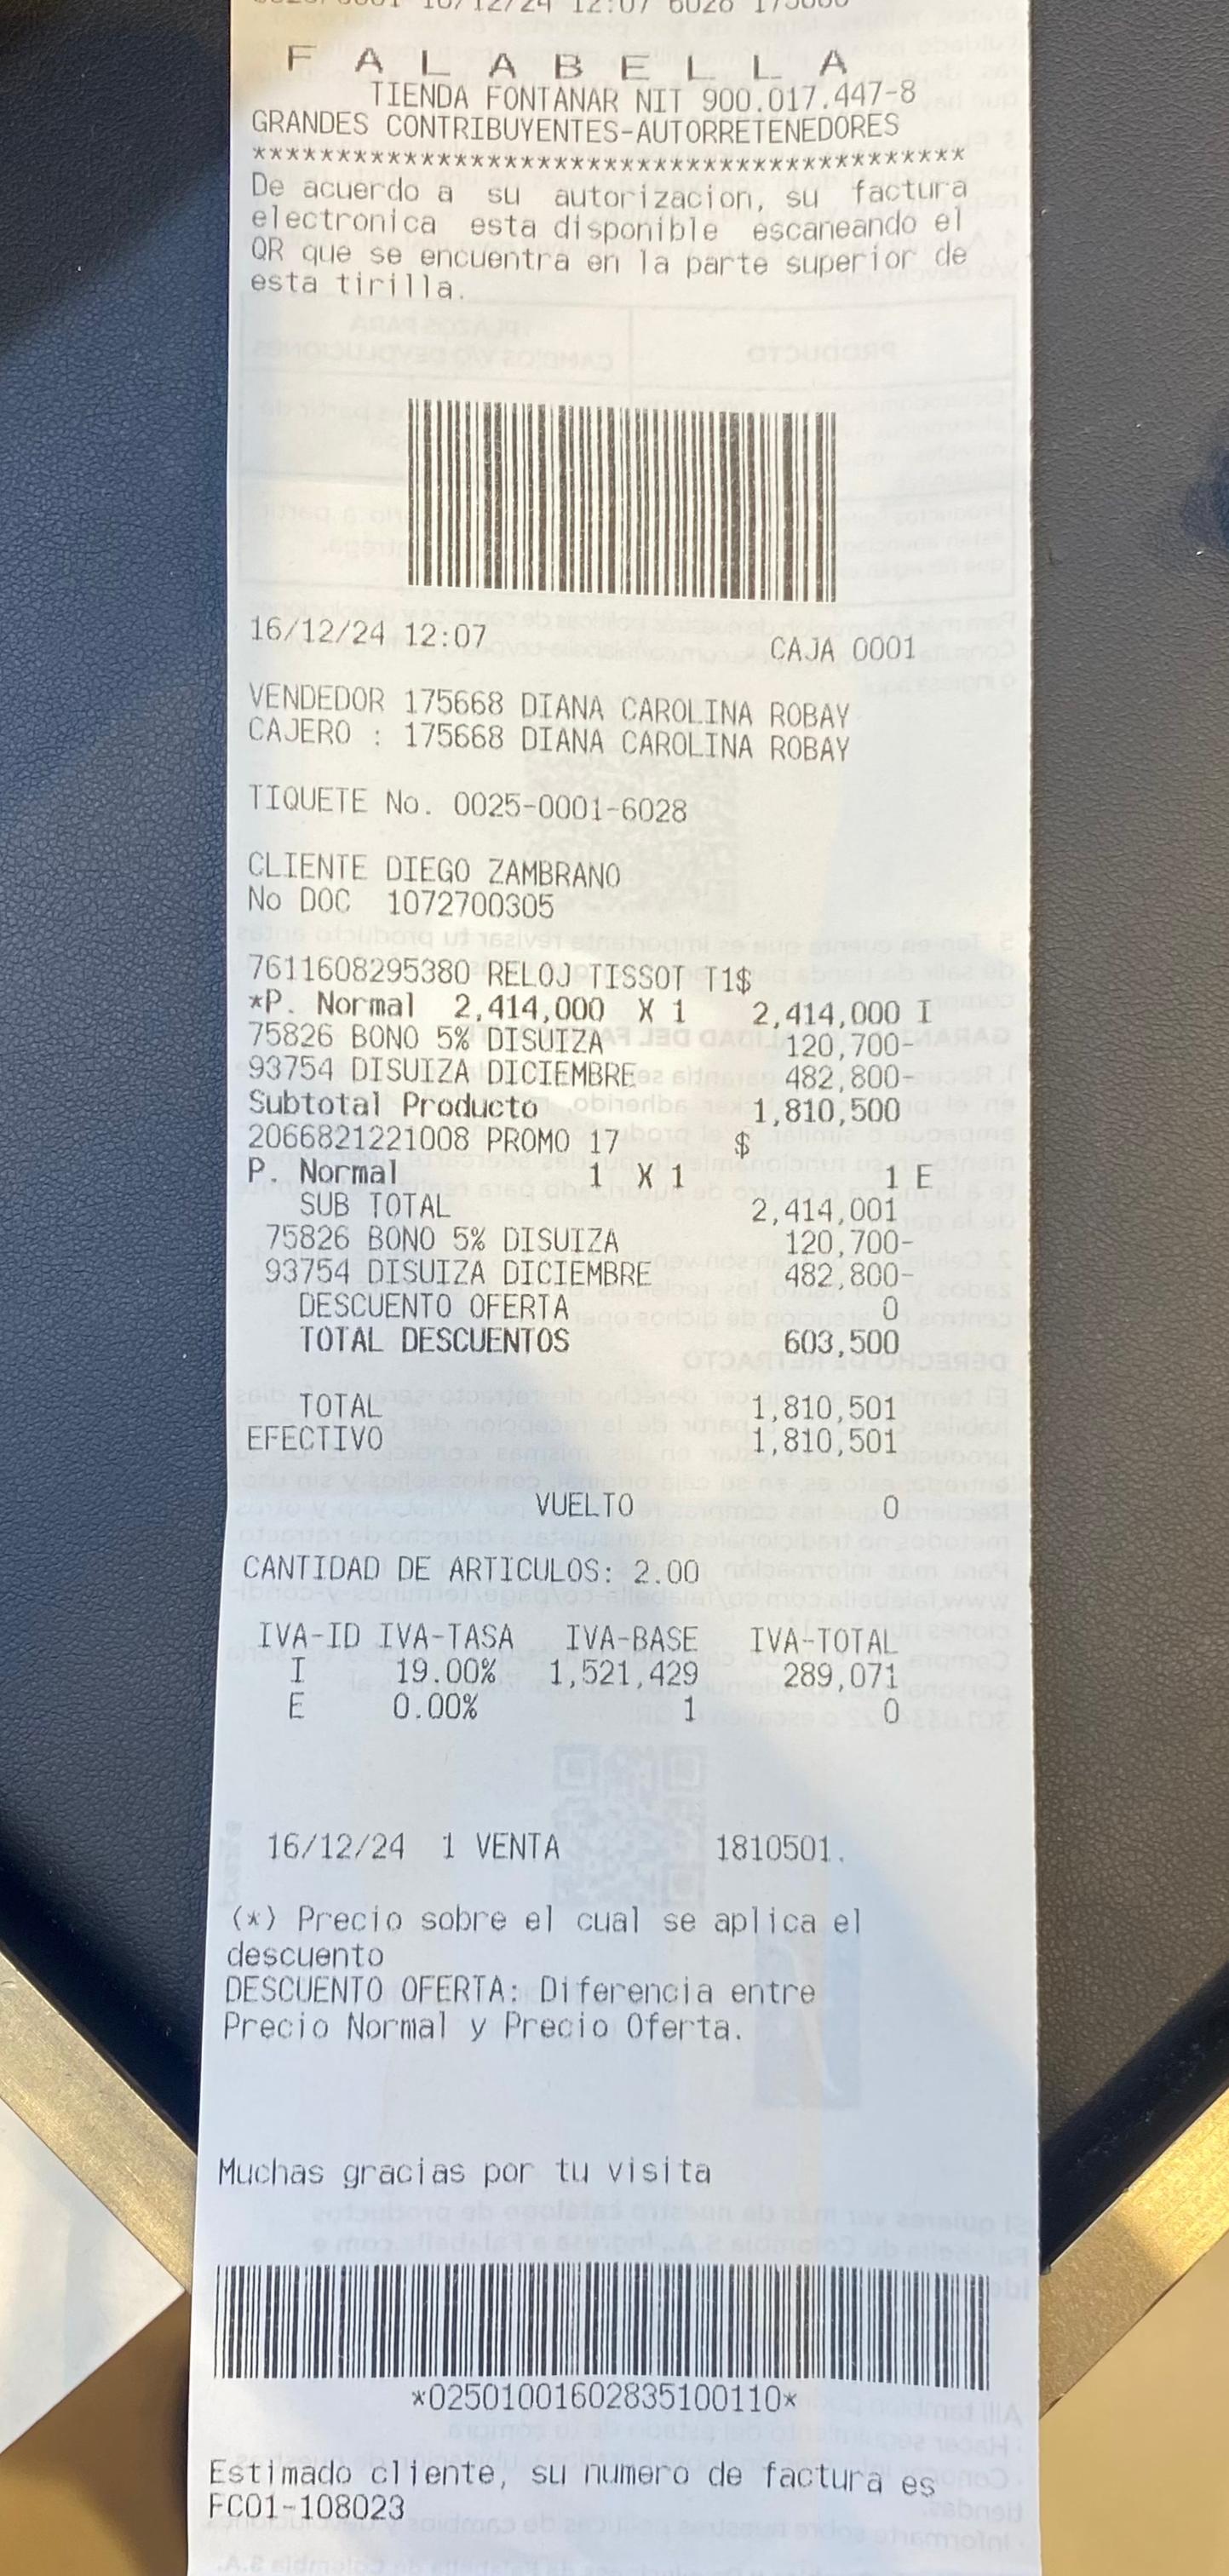 16/12/24 12:07 6028
F A L A B E L L A
TIENDA FONTANAR NIT 900.017.447-8
GRANDES CONTRIBUYENTES-AUTORRETENEDORES
*******************************************
De acuerdo a su autorizacion, su factura
electronica esta disponible escaneando el
QR que se encuentra en la parte superior de
esta tirilla.
16/12/24 12:07 CAJA 0001
VENDEDOR 175668 DIANA CAROLINA ROBAY
CAJERO : 175668 DIANA CAROLINA ROBAY
TIQUETE No. 0025-0001-6028
CLIENTE DIEGO ZAMBRANO
No DOC 1072700305
7611608295380 RELOJ TISSOT T1$
*P. Normal 2,414,000 X 1 2,414,000 I
75826 BONO 5% DISUIZA 120,700-
93754 DISUIZA DICIEMBRE 482,800-
Subtotal Producto 1,810,500
2066821221008 PROMO 17 $
P. Normal 1 X 1 1 E
SUB TOTAL 2,414,001
75826 BONO 5% DISUIZA 120,700-
93754 DISUIZA DICIEMBRE 482,800-
DESCUENTO OFERTA 0
TOTAL DESCUENTOS 603,500
TOTAL 1,810,501
EFECTIVO 1,810,501
VUELTO 0
CANTIDAD DE ARTICULOS: 2.00
IVA-ID IVA-TASA IVA-BASE IVA-TOTAL
I 19.00% 1,521,429 289,071
E 0.00% 1 0
16/12/24 1 VENTA 1810501.
(*) Precio sobre el cual se aplica el
descuento
DESCUENTO OFERTA: Diferencia entre
Precio Normal y Precio Oferta.
Muchas gracias por tu visita
*02501001602835100110*
Estimado cliente, su numero de factura es
FC01-108023